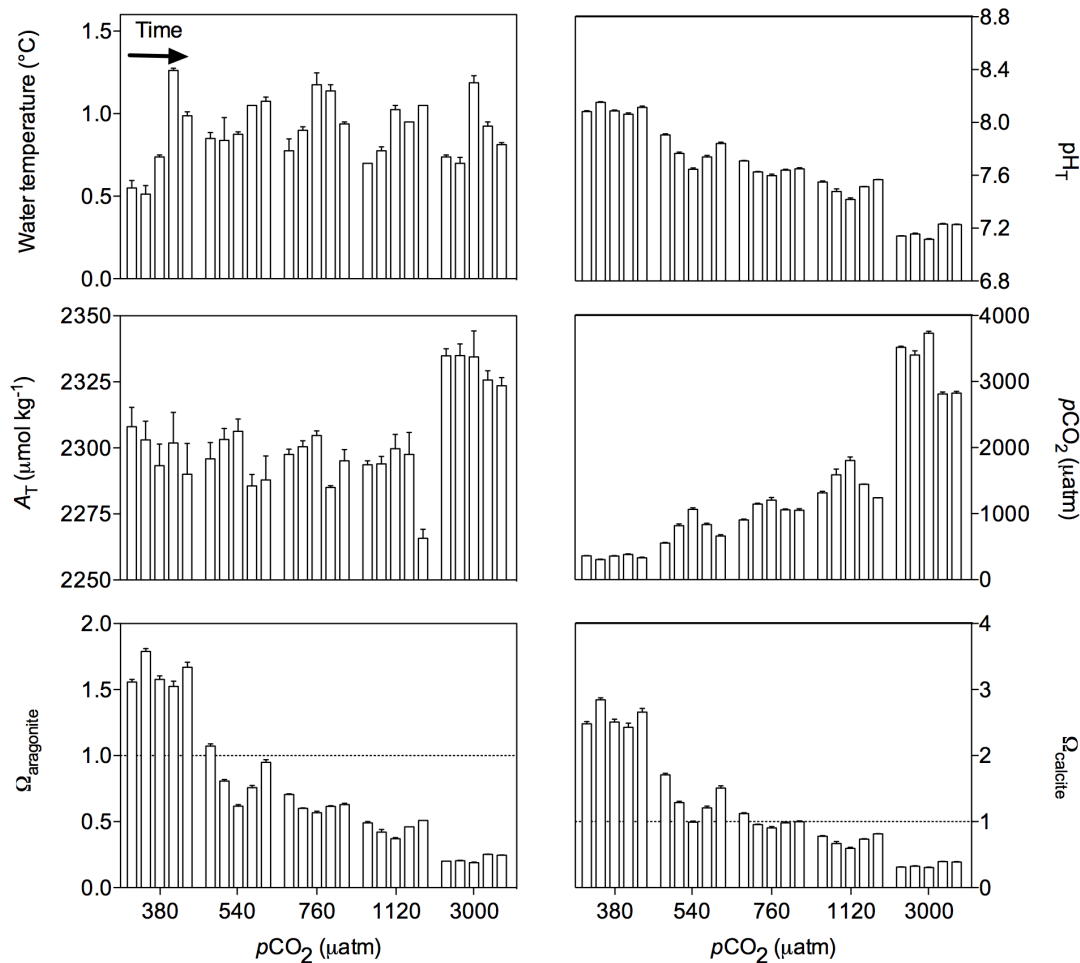 Time
Water temperature (°C)
1.5
1.0
0.5
0.0
8.8
8.4
8.0
7.6
7.2
6.8
pH_T
A_T (μmol kg⁻¹)
2350
2325
2300
2275
2250
4000
3000
2000
1000
0
pCO₂ (μatm)
Ω_aragonite
2.0
1.5
1.0
0.5
0.0
4
3
2
1
0
Ω_calcite
380 540 760 1120 3000
pCO₂ (μatm)
380 540 760 1120 3000
pCO₂ (μatm)